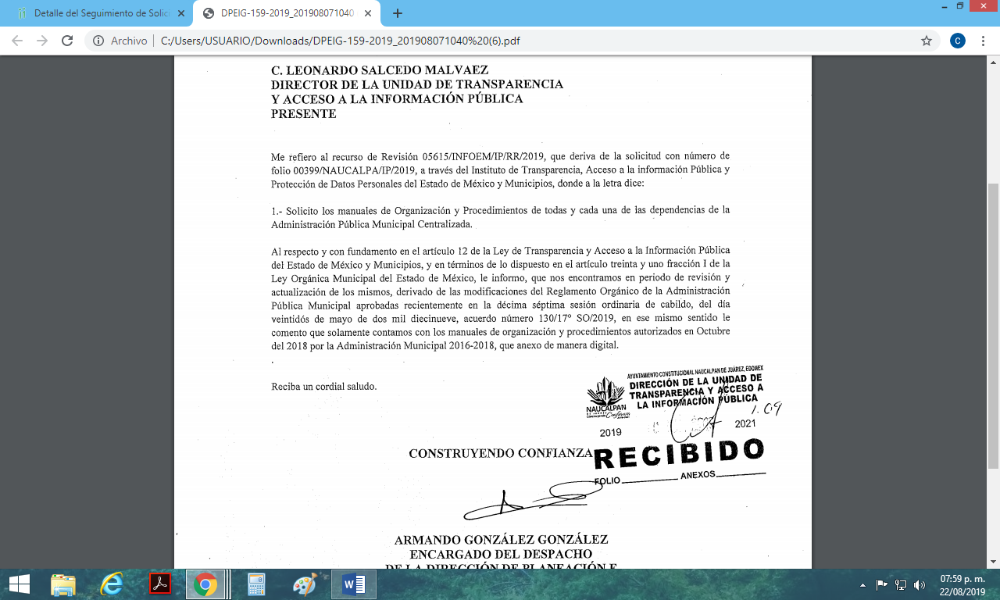 Detalle del Seguimiento de Solici
DPEIG-159-2019_201908071040
Archivo
C:/Users/USUARIO/Downloads/DPEIG-159-2019_201908071040%20(6).pdf
C
C. LEONARDO SALCEDO MALVAEZ
DIRECTOR DE LA UNIDAD DE TRANSPARENCIA
Y ACCESO A LA INFORMACIÓN PÚBLICA
PRESENTE
Me refiero al recurso de Revisión 05615/INFOEM/IP/RR/2019, que deriva de la solicitud con número de
folio 00399/NAUCALPA/IP/2019, a través del Instituto de Transparencia, Acceso a la información Pública y
Protección de Datos Personales del Estado de México y Municipios, donde a la letra dice:
1.- Solicito los manuales de Organización y Procedimientos de todas y cada una de las dependencias de la
Administración Pública Municipal Centralizada.
Al respecto y con fundamento en el artículo 12 de la Ley de Transparencia y Acceso a la Información Pública
del Estado de México y Municipios, y en términos de lo dispuesto en el artículo treinta y uno fracción I de la
Ley Orgánica Municipal del Estado de México, le informo, que nos encontramos en periodo de revisión y
actualización de los mismos, derivado de las modificaciones del Reglamento Orgánico de la Administración
Pública Municipal aprobadas recientemente en la décima séptima sesión ordinaria de cabildo, del día
veintidós de mayo de dos mil diecinueve, acuerdo número 130/17º SO/2019, en ese mismo sentido le
comento que solamente contamos con los manuales de organización y procedimientos autorizados en Octubre
del 2018 por la Administración Municipal 2016-2018, que anexo de manera digital.
Reciba un cordial saludo.
AYUNTAMIENTO CONSTITUCIONAL NAUCALPAN DE JUÁREZ, EDOMEX
DIRECCIÓN DE LA UNIDAD DE
TRANSPARENCIA Y ACCESO A
LA INFORMACIÓN PÚBLICA
NAUCALPAN
1.09
2019 2021
CONSTRUYENDO CONFIANZA
RECIBIDO
FOLIO ANEXOS
ARMANDO GONZÁLEZ GONZÁLEZ
ENCARGADO DEL DESPACHO
DE LA DIRECCIÓN DE PLANEACIÓN E
07:59 p. m.
22/08/2019